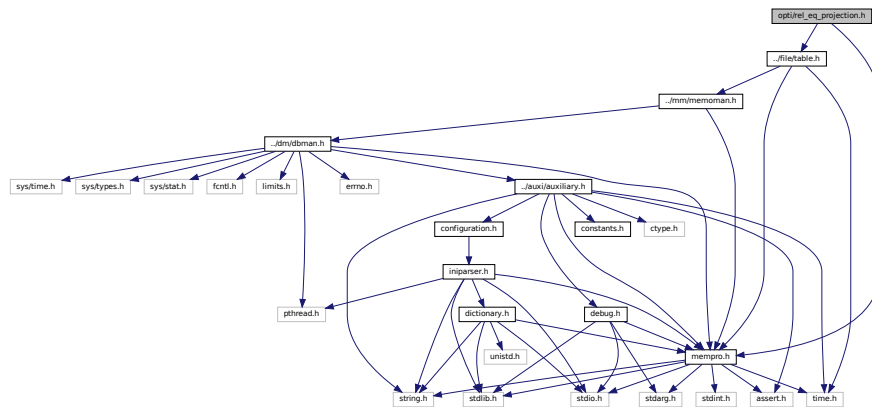 opti/rel_eq_projection.h
../file/table.h
../mm/memoman.h
../dm/dbman.h
sys/time.h
sys/types.h
sys/stat.h
fcntl.h
limits.h
errno.h
../auxi/auxiliary.h
configuration.h
constants.h
ctype.h
iniparser.h
pthread.h
dictionary.h
debug.h
unistd.h
mempro.h
string.h
stdlib.h
stdio.h
stdarg.h
stdint.h
assert.h
time.h